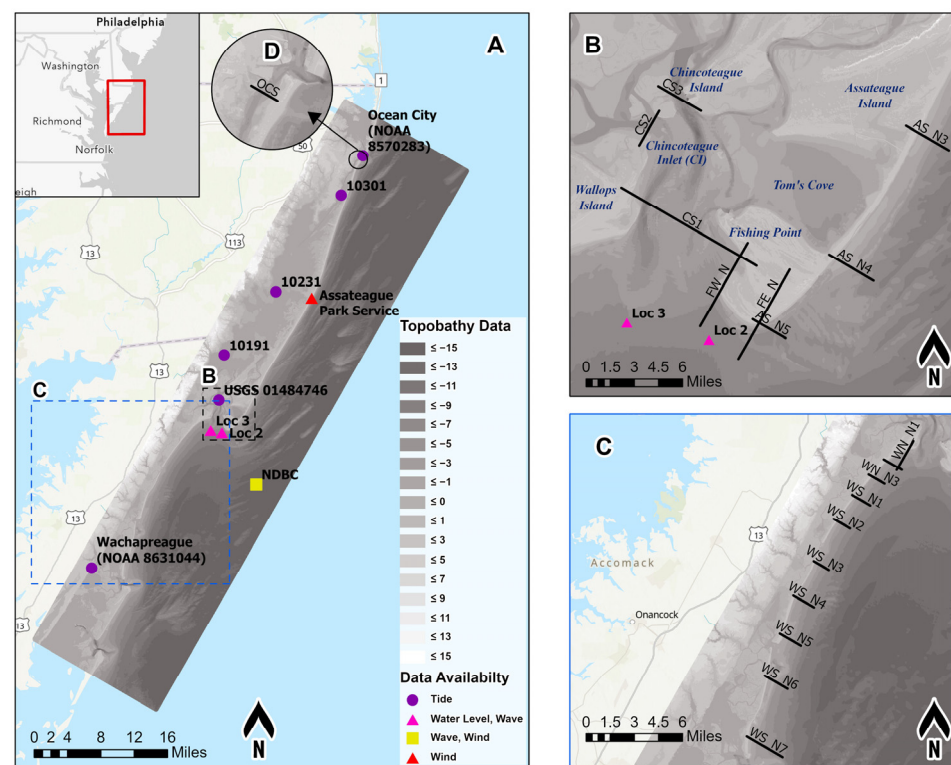 Philadelphia
Washington
Richmond
Norfolk
eigh
D
OCS
A
1
50
Ocean City
(NOAA
8570283)
10301
13
113
10231
Assateague
Park Service
10191
13
B
USGS 01484746
C
Loc 3
Loc 2
NDBC
13
Wachapreague
(NOAA 8631044)
13
0 2 4 8 12 16
Miles
N
Topobathy Data
≤ −15
≤ −13
≤ −11
≤ −9
≤ −7
≤ −5
≤ −3
≤ −1
≤ 0
≤ 1
≤ 3
≤ 5
≤ 7
≤ 9
≤ 11
≤ 13
≤ 15
Data Availabilty
Tide
Water Level, Wave
Wave, Wind
Wind
B
Chincoteague
Island
CS3
Assateague
Island
CS2
AS_N3
Chincoteague
Inlet (CI)
Wallops
Island
Tom's Cove
CS1
Fishing Point
AS_N4
FW_N
FE_N
AS_N5
Loc 3
Loc 2
0 1.5 3 4.5 6
Miles
N
C
WN_N1
WN_N3
WS_N1
WS_N2
13
WS_N3
Accomack
WS_N4
Onancock
WS_N5
WS_N6
WS_N7
0 1.5 3 4.5 6
Miles
N